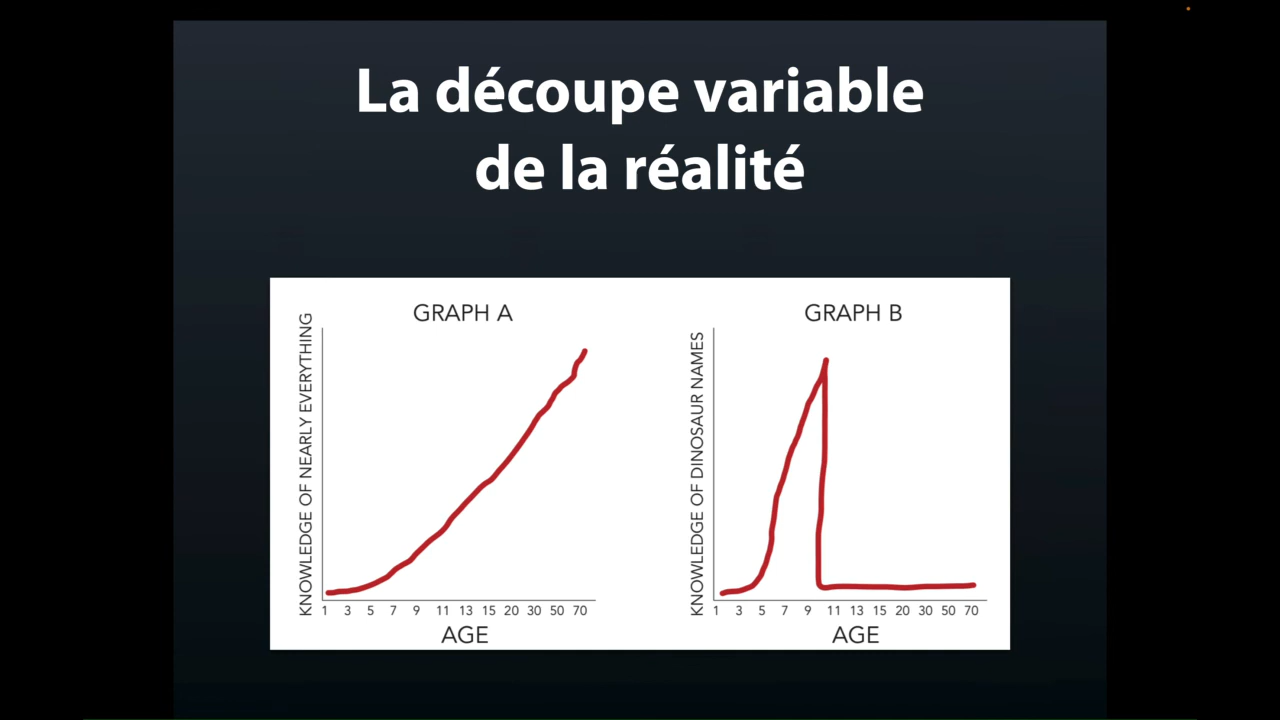 La découpe variable
de la réalité
GRAPH A
KNOWLEDGE OF NEARLY EVERYTHING
1 3 5 7 9 11 13 15 20 30 50 70
AGE
GRAPH B
KNOWLEDGE OF DINOSAUR NAMES
1 3 5 7 9 11 13 15 20 30 50 70
AGE